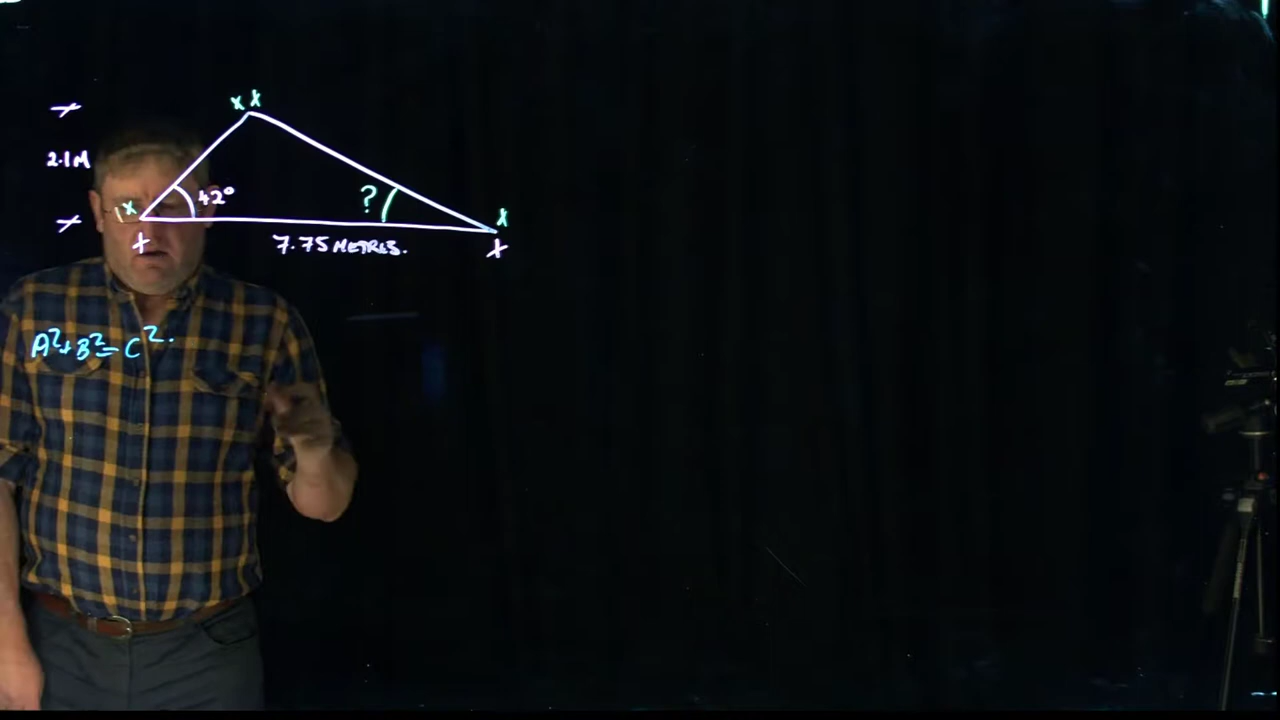 x x
2.1M
42°
?
x
x
x
7.75 METRES.
x
A²+B²=C².